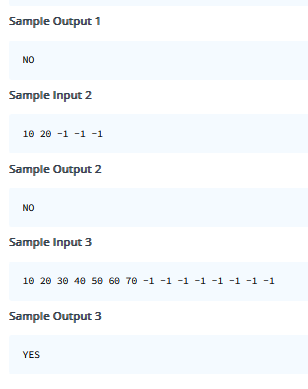 Sample Output 1
NO
Sample Input 2
10 20 -1 -1 -1
Sample Output 2
NO
Sample Input 3
10 20 30 40 50 60 70 -1 -1 -1 -1 -1 -1 -1 -1
Sample Output 3
YES